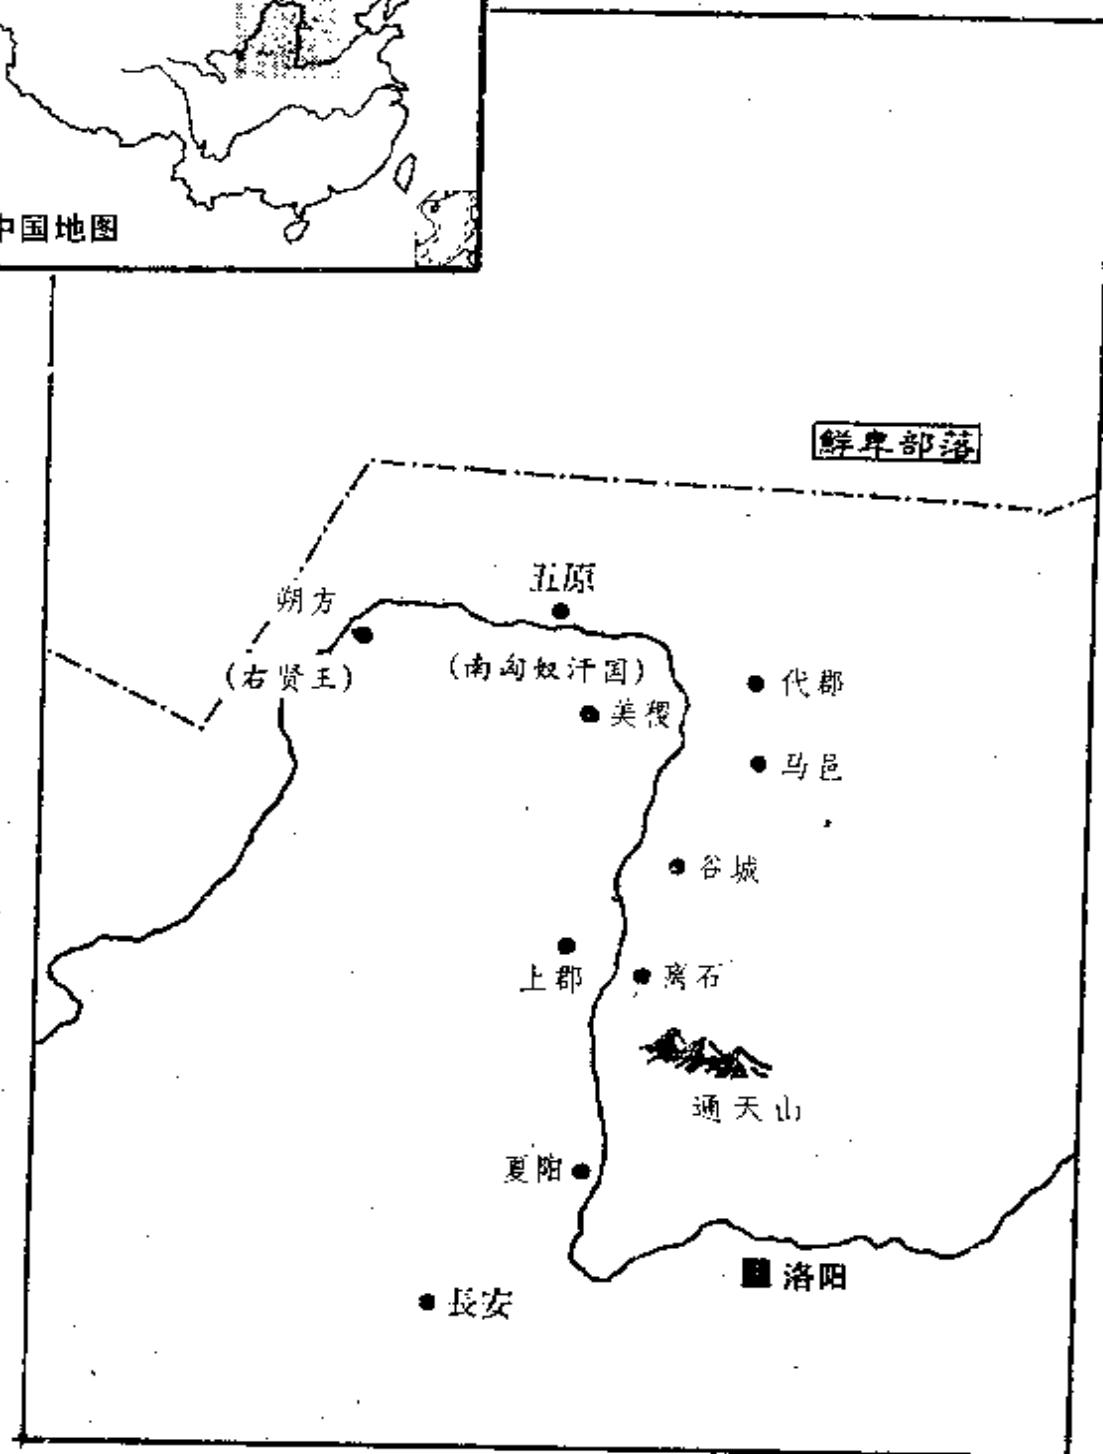 中国地图
鮮卑部落
五原
朔方
(右贤王)
(南匈奴汗国)
代郡
美稷
马邑
谷城
上郡
离石
通天山
夏阳
洛阳
長安